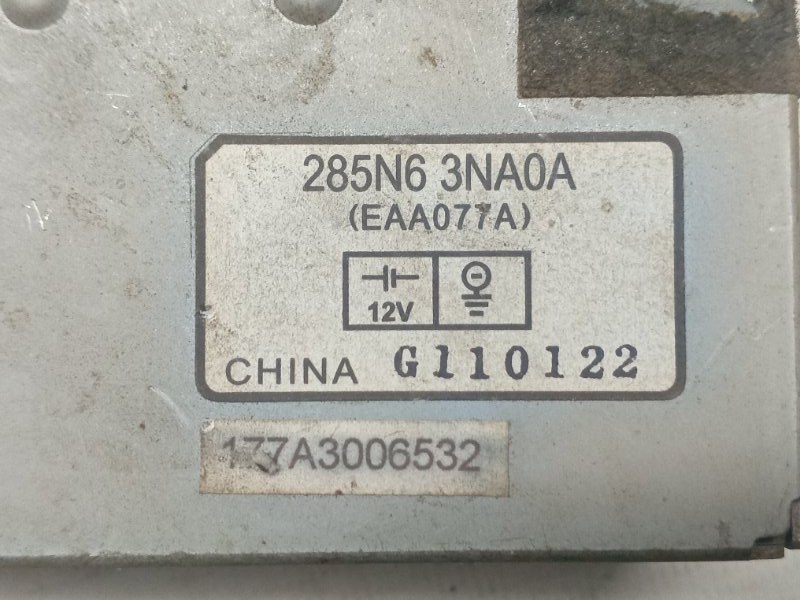 285N6 3NA0A
(EAA077A)
12V
CHINA G110122
177A3006532